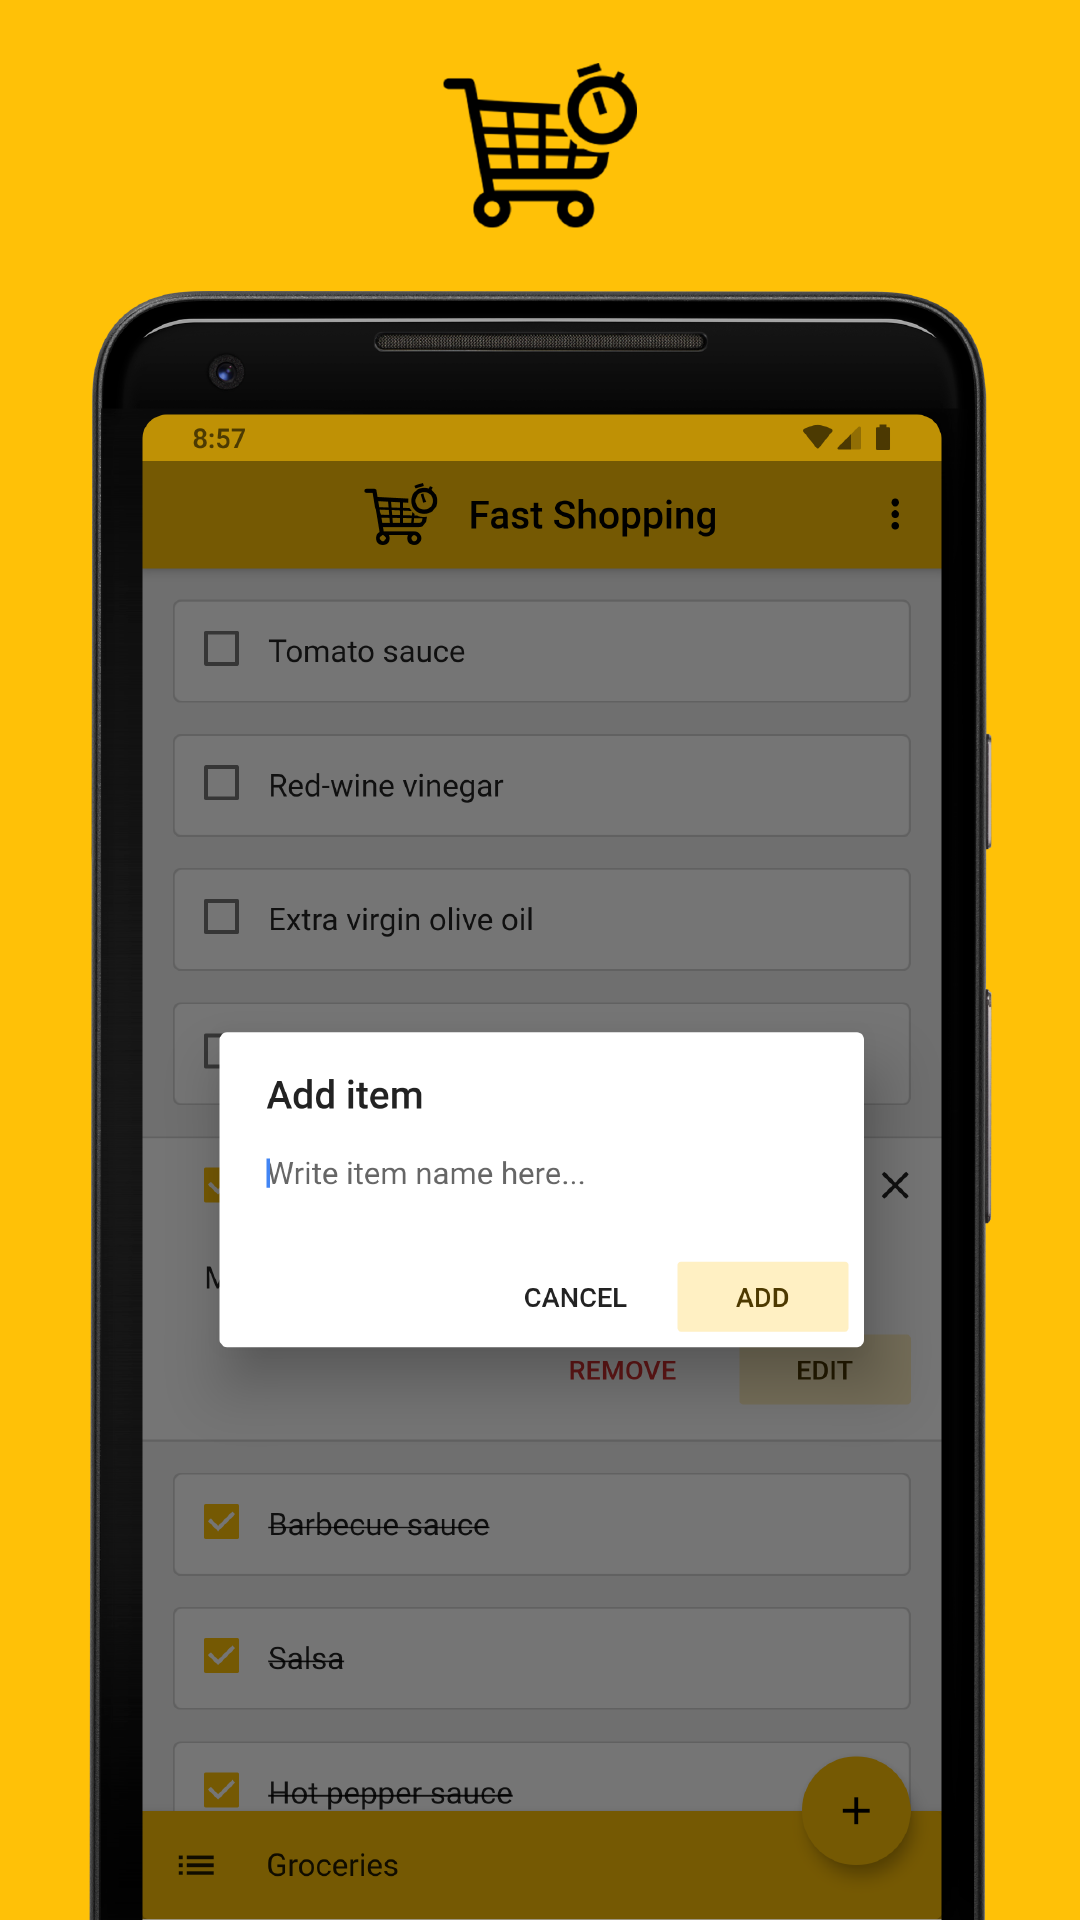 8:57
Fast Shopping
Tomato sauce
Red-wine vinegar
Extra virgin olive oil
Add item
Write item name here...
CANCEL
ADD
REMOVE
EDIT
Barbecue sauce
Salsa
Hot pepper sauce
Groceries